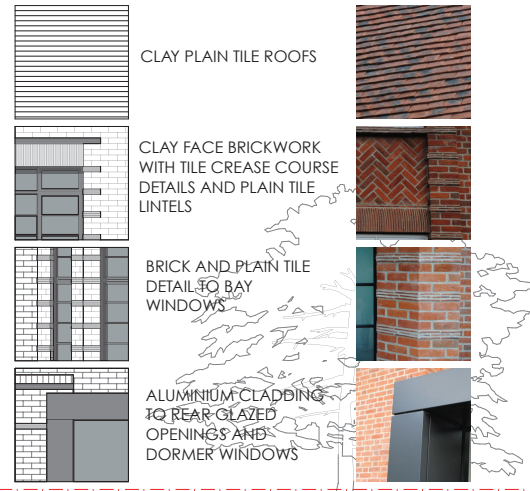 CLAY PLAIN TILE ROOFS
CLAY FACE BRICKWORK
WITH TILE CREASE COURSE
DETAILS AND PLAIN TILE
LINTELS
BRICK AND PLAIN TILE
DETAIL TO BAY
WINDOWS
ALUMINIUM CLADDING
TO REAR GLAZED
OPENINGS AND
DORMER WINDOWS